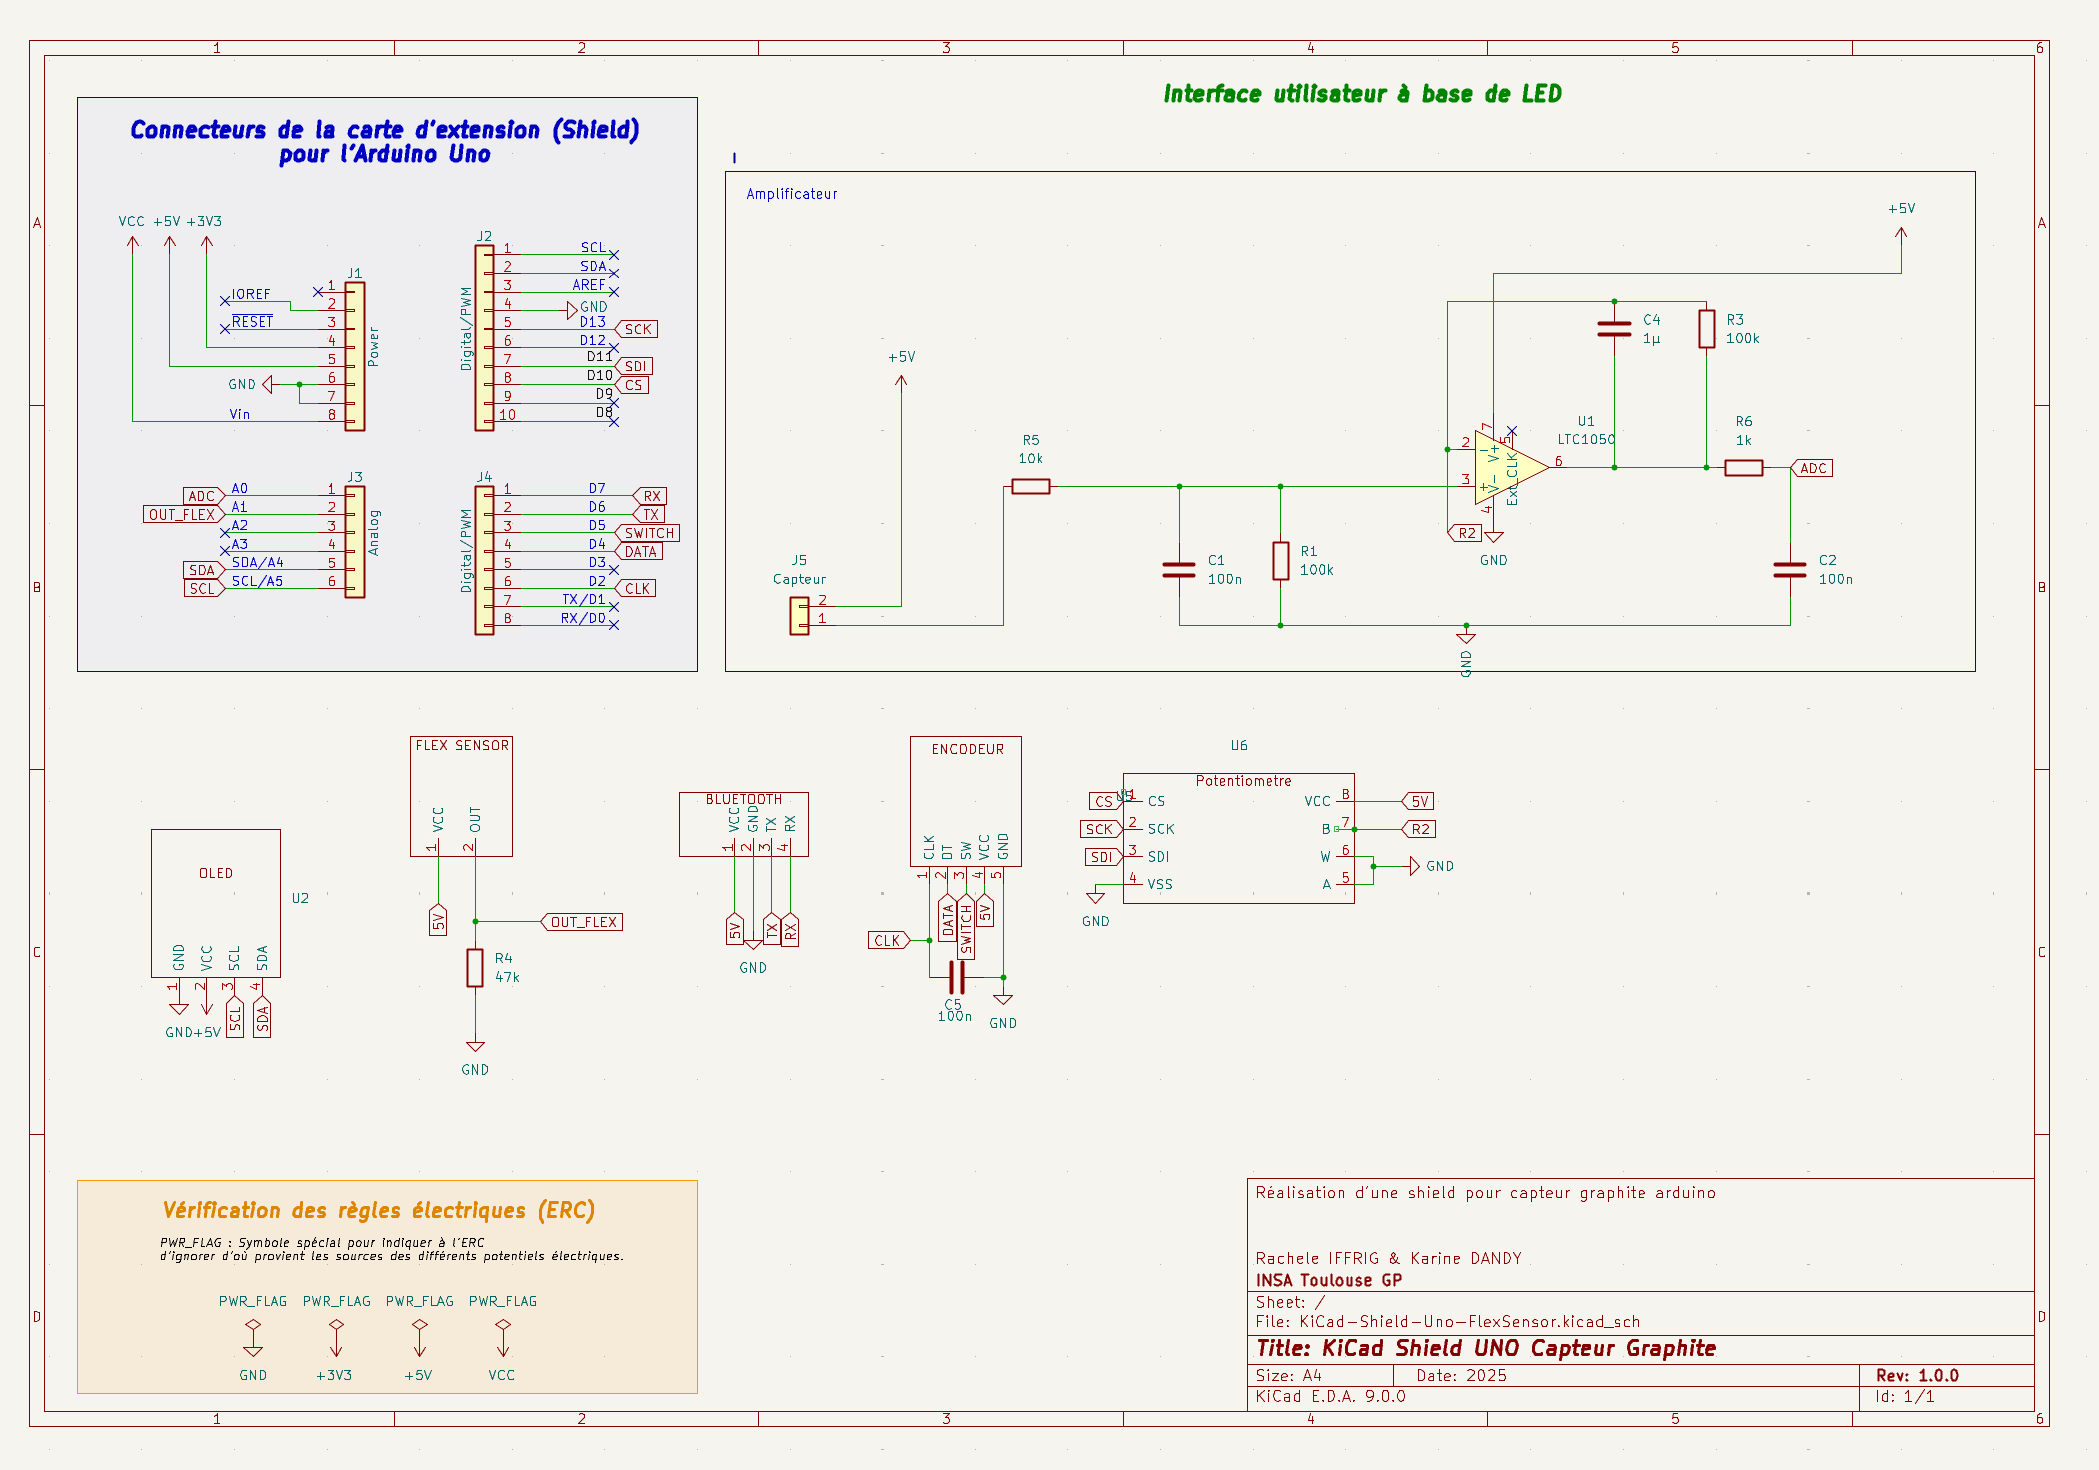 1 2 3 4 5 6
Interface utilisateur à base de LED
Connecteurs de la carte d'extension (Shield)
pour l'Arduino Uno
I
Amplificateur
A
A
VCC +5V +3V3
J1
Power
1
IOREF 2
RESET 3
4
5
GND 6
7
Vin 8
J2
Digital/PWM
1 SCL
2 SDA
3 AREF
4 GND
5 D13 SCK
6 D12
7 D11 SDI
8 D10 CS
9 D9
10 D8
J3
Analog
ADC A0 1
OUT_FLEX A1 2
A2 3
A3 4
SDA SDA/A4 5
SCL SCL/A5 6
J4
Digital/PWM
1 D7 RX
2 D6 TX
3 D5 SWITCH
4 D4 DATA
5 D3
6 D2 CLK
7 TX/D1
8 RX/D0
+5V
+5V
C4
1µ
R3
100k
R5
10k
U1
LTC1050
2
3
7
5
6
4
V+
V-
Ext_CLK
R6
1k
ADC
R2
GND
J5
Capteur
2
1
C1
100n
R1
100k
C2
100n
GND
B
B
FLEX SENSOR
VCC OUT
1 2
5V
OUT_FLEX
R4
47k
GND
BLUETOOTH
VCC GND TX RX
1 2 3 4
5V TX RX
GND
ENCODEUR
CLK DT SW VCC GND
1 2 3 4 5
DATA SWITCH 5V
CLK
C5
100n
GND
U6
Potentiometre
CS 1 CS
SCK 2 SCK
SDI 3 SDI
4 VSS
GND
VCC 8 5V
B 7 R2
W 6
A 5
GND
OLED
U2
GND VCC SCL SDA
1 2 3 4
GND +5V SCL SDA
C
C
Vérification des règles électriques (ERC)
PWR_FLAG : Symbole spécial pour indiquer à l'ERC
d'ignorer d'où provient les sources des différents potentiels électriques.
PWR_FLAG PWR_FLAG PWR_FLAG PWR_FLAG
GND +3V3 +5V VCC
D
D
Réalisation d'une shield pour capteur graphite arduino
Rachele IFFRIG & Karine DANDY
INSA Toulouse GP
Sheet: /
File: KiCad-Shield-Uno-FlexSensor.kicad_sch
Title: KiCad Shield UNO Capteur Graphite
Size: A4 Date: 2025 Rev: 1.0.0
KiCad E.D.A. 9.0.0 Id: 1/1
1 2 3 4 5 6